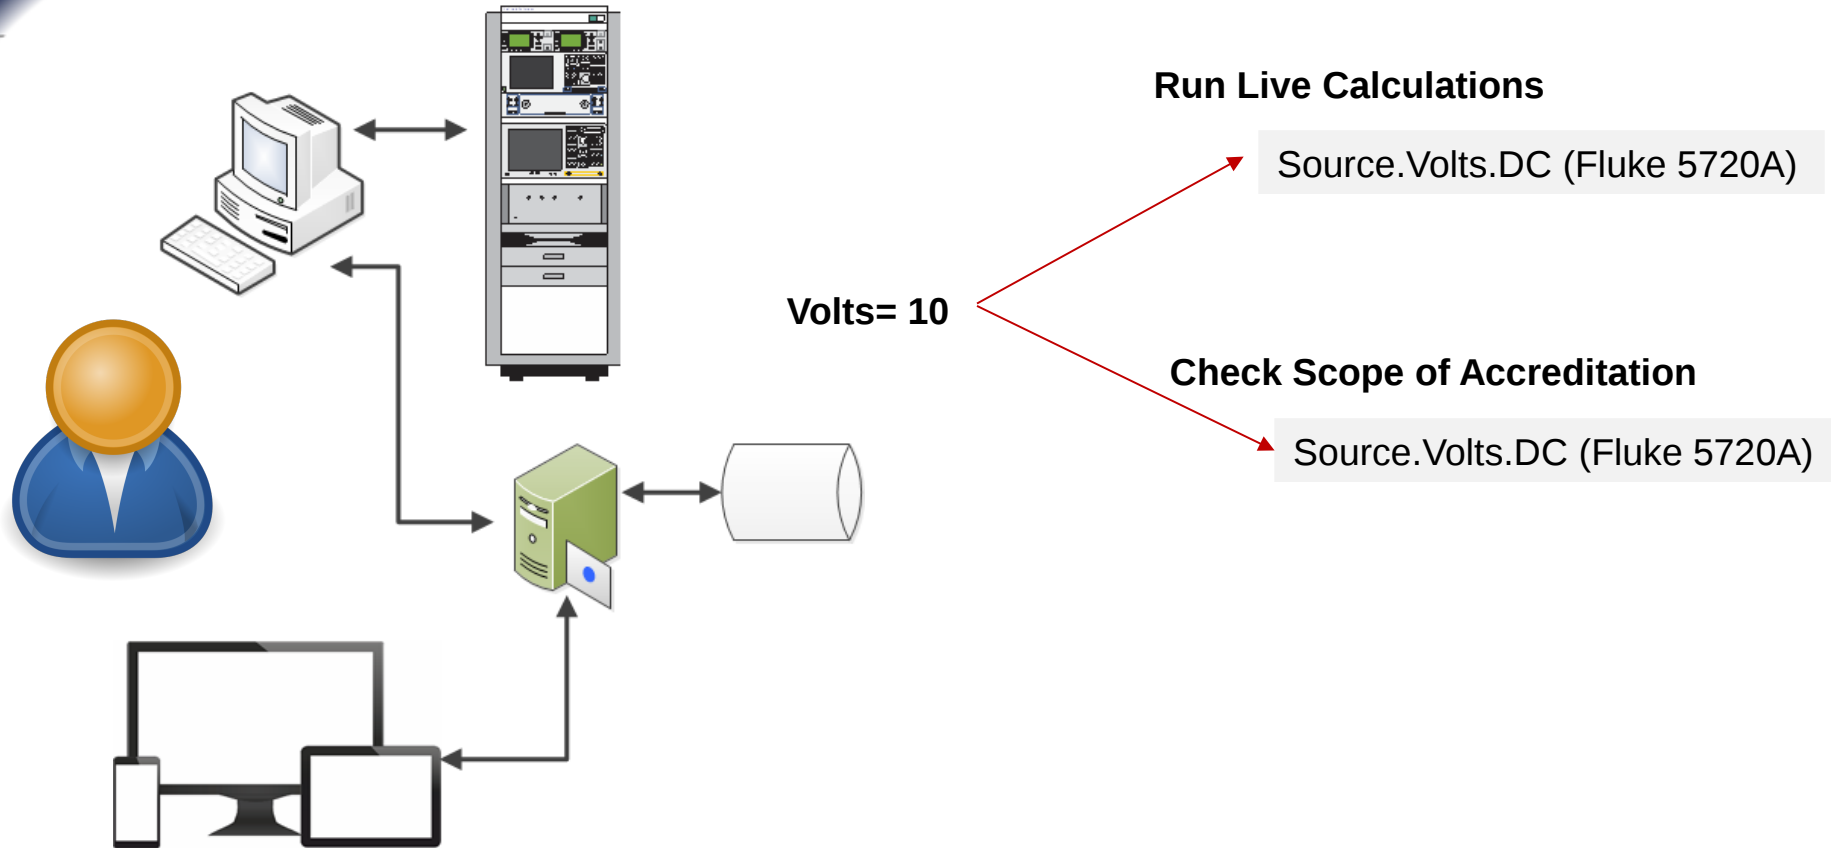 Run Live Calculations
Source.Volts.DC (Fluke 5720A)
Volts= 10
Check Scope of Accreditation
Source.Volts.DC (Fluke 5720A)